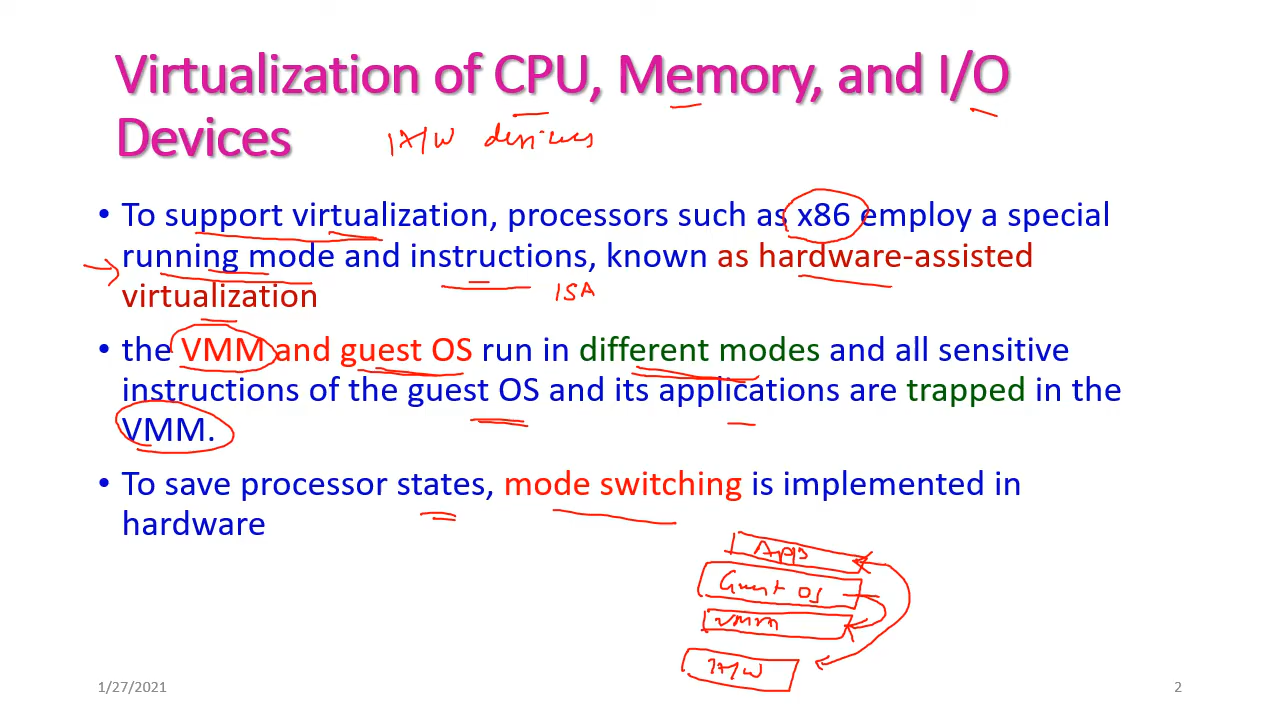 Virtualization of CPU, Memory, and I/O
Devices
H/W devices
• To support virtualization, processors such as x86 employ a special
running mode and instructions, known as hardware-assisted
virtualization
ISA
• the VMM and guest OS run in different modes and all sensitive
instructions of the guest OS and its applications are trapped in the
VMM.
• To save processor states, mode switching is implemented in
hardware
Apps
Guest OS
VMM
H/W
1/27/2021
2